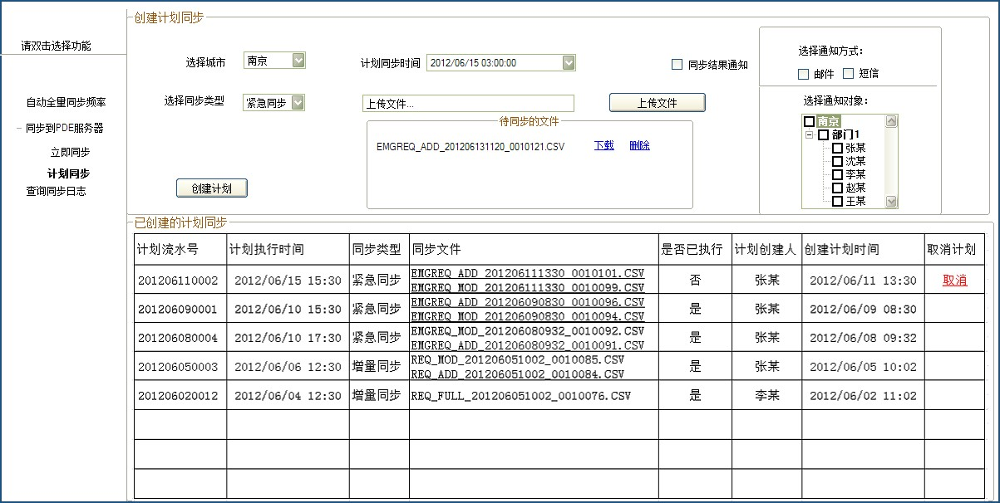 请双击选择功能
自动全量同步频率
同步到PDE服务器
立即同步
计划同步
查询同步日志
创建计划同步
选择城市 南京 计划同步时间 2012/06/15 03:00:00 同步结果通知
选择同步类型 紧急同步 上传文件... 上传文件
待同步的文件
EMGREQ_ADD_201206131120_0010121.CSV 下载 删除
创建计划
选择通知方式:
邮件 短信
选择通知对象:
南京
部门1
张某
沈某
李某
赵某
王某
已创建的计划同步
计划流水号 计划执行时间 同步类型 同步文件 是否已执行 计划创建人 创建计划时间 取消计划
201206110002 2012/06/15 15:30 紧急同步 EMGREQ_ADD_201206111330_0010101.CSV 否 张某 2012/06/11 13:30 取消
EMGREQ_MOD_201206111330_0010099.CSV
201206090001 2012/06/10 15:30 紧急同步 EMGREQ_ADD_201206090830_0010096.CSV 是 张某 2012/06/09 08:30
EMGREQ_MOD_201206090830_0010094.CSV
201206080004 2012/06/10 17:30 紧急同步 EMGREQ_MOD_201206080932_0010092.CSV 是 张某 2012/06/08 09:32
EMGREQ_ADD_201206080932_0010091.CSV
201206050003 2012/06/06 12:30 增量同步 REQ_MOD_201206051002_0010085.CSV 是 张某 2012/06/05 10:02
REQ_ADD_201206051002_0010084.CSV
201206020012 2012/06/04 12:30 增量同步 REQ_FULL_201206051002_0010076.CSV 是 李某 2012/06/02 11:02